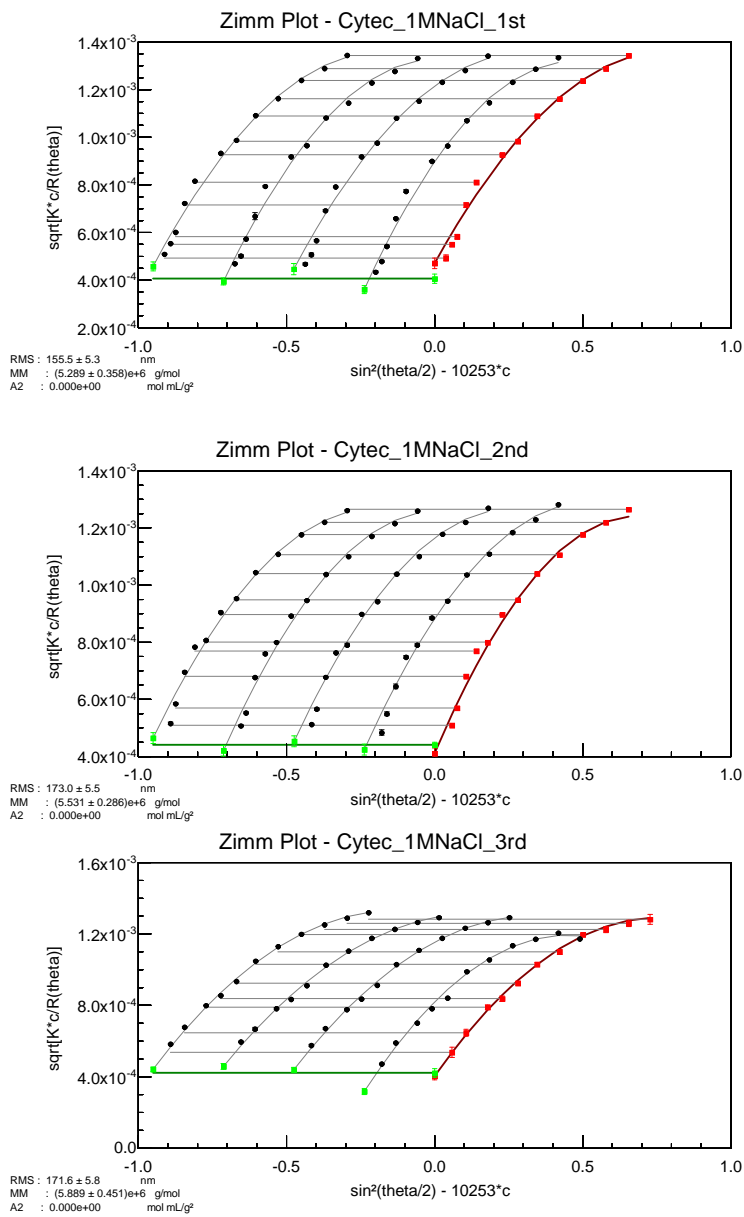 Zimm Plot - Cytec_1MNaCl_1st
1.4x10⁻³
1.2x10⁻³
1.0x10⁻³
8.0x10⁻⁴
6.0x10⁻⁴
4.0x10⁻⁴
2.0x10⁻⁴
sqrt[K*c/R(theta)]
-1.0 -0.5 0.0 0.5 1.0
sin²(theta/2) - 10253*c
RMS : 155.5 ± 5.3 nm
MM : (5.289 ± 0.358)e+6 g/mol
A2 : 0.000e+00 mol mL/g²
Zimm Plot - Cytec_1MNaCl_2nd
1.4x10⁻³
1.2x10⁻³
1.0x10⁻³
8.0x10⁻⁴
6.0x10⁻⁴
4.0x10⁻⁴
sqrt[K*c/R(theta)]
-1.0 -0.5 0.0 0.5 1.0
sin²(theta/2) - 10253*c
RMS : 173.0 ± 5.5 nm
MM : (5.531 ± 0.286)e+6 g/mol
A2 : 0.000e+00 mol mL/g²
Zimm Plot - Cytec_1MNaCl_3rd
1.6x10⁻³
1.2x10⁻³
8.0x10⁻⁴
4.0x10⁻⁴
0.0
sqrt[K*c/R(theta)]
-1.0 -0.5 0.0 0.5 1.0
sin²(theta/2) - 10253*c
RMS : 171.6 ± 5.8 nm
MM : (5.889 ± 0.451)e+6 g/mol
A2 : 0.000e+00 mol mL/g²